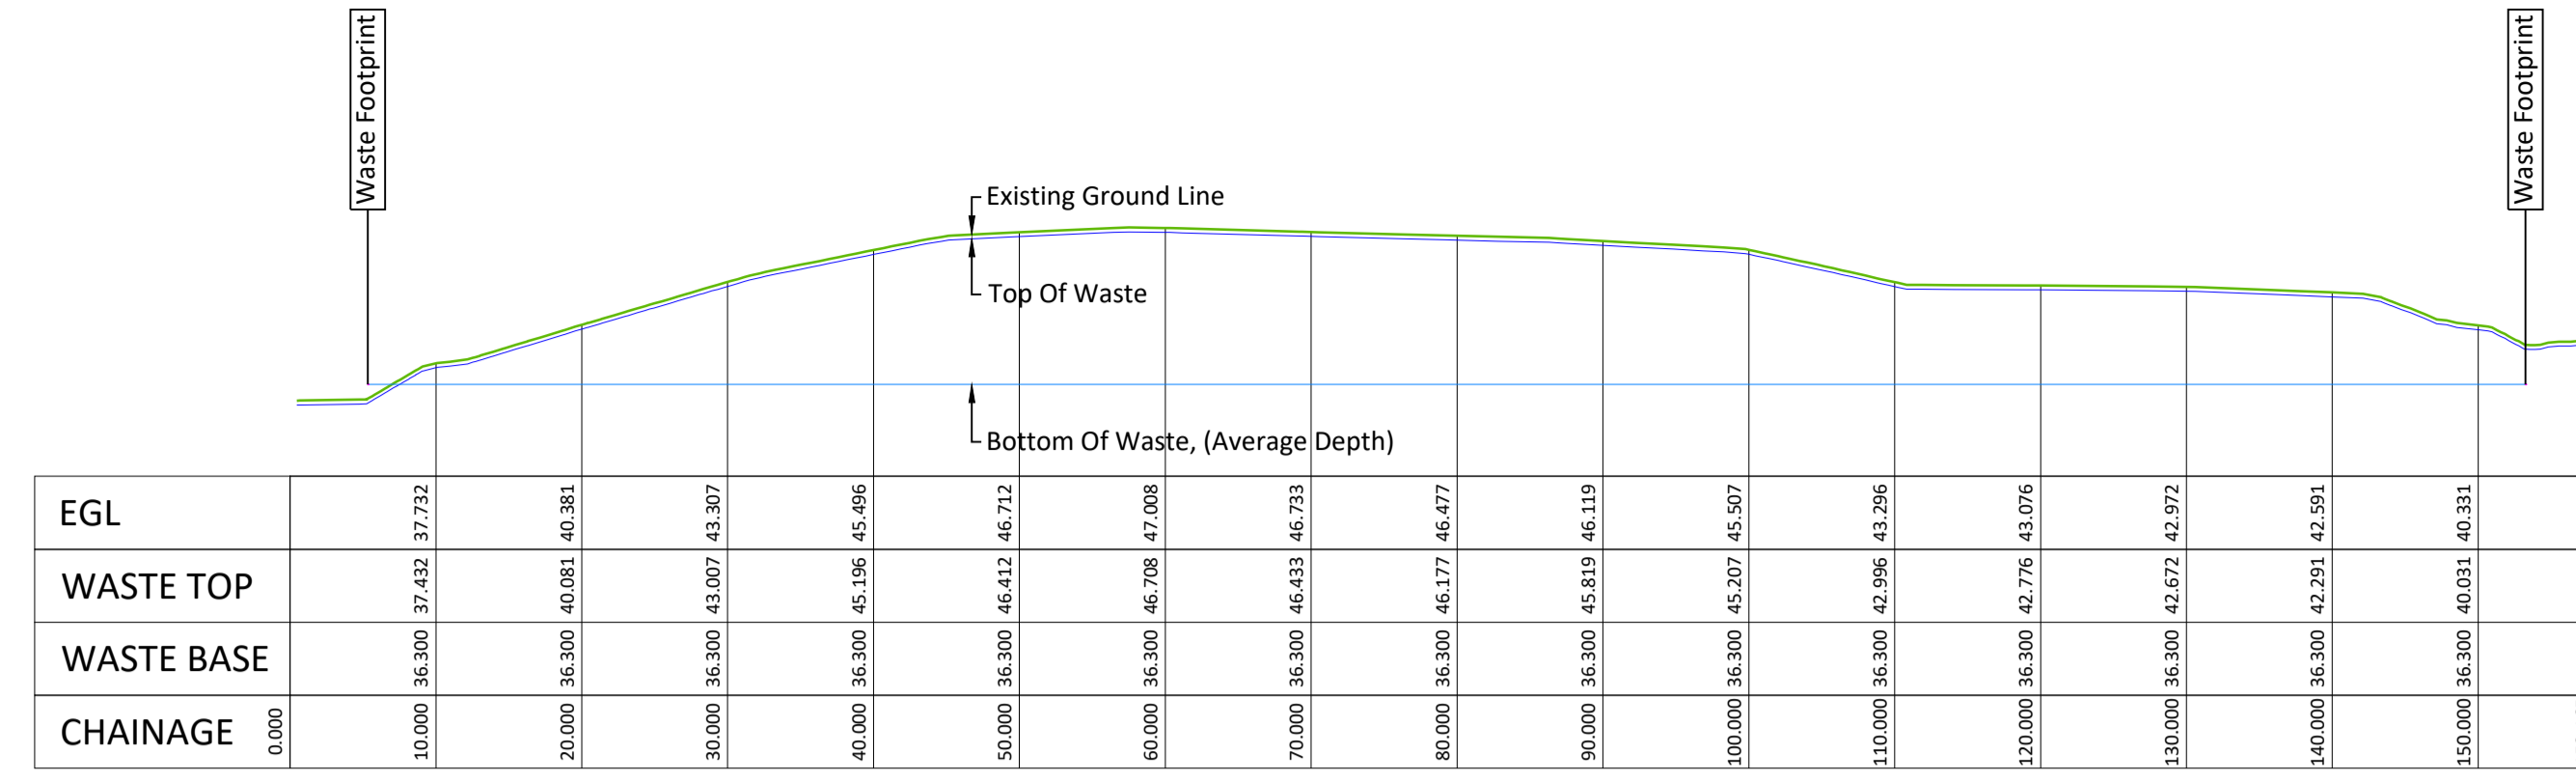 Waste Footprint
Waste Footprint
Existing Ground Line
Top Of Waste
Bottom Of Waste, (Average Depth)
EGL 37.732 40.381 43.307 45.496 46.712 47.008 46.733 46.477 46.119 45.507 43.296 43.076 42.972 42.591 40.331
WASTE TOP 37.432 40.081 43.007 45.196 46.412 46.708 46.433 46.177 45.819 45.207 42.996 42.776 42.672 42.291 40.031
WASTE BASE 36.300 36.300 36.300 36.300 36.300 36.300 36.300 36.300 36.300 36.300 36.300 36.300 36.300 36.300 36.300
CHAINAGE 0.000 10.000 20.000 30.000 40.000 50.000 60.000 70.000 80.000 90.000 100.000 110.000 120.000 130.000 140.000 150.000